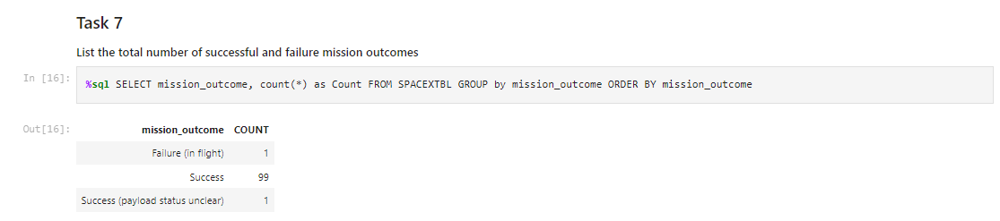 Task 7
List the total number of successful and failure mission outcomes
In [16]: %sql SELECT mission_outcome, count(*) as Count FROM SPACEXTBL GROUP by mission_outcome ORDER BY mission_outcome
Out[16]: mission_outcome COUNT
Failure (in flight) 1
Success 99
Success (payload status unclear) 1